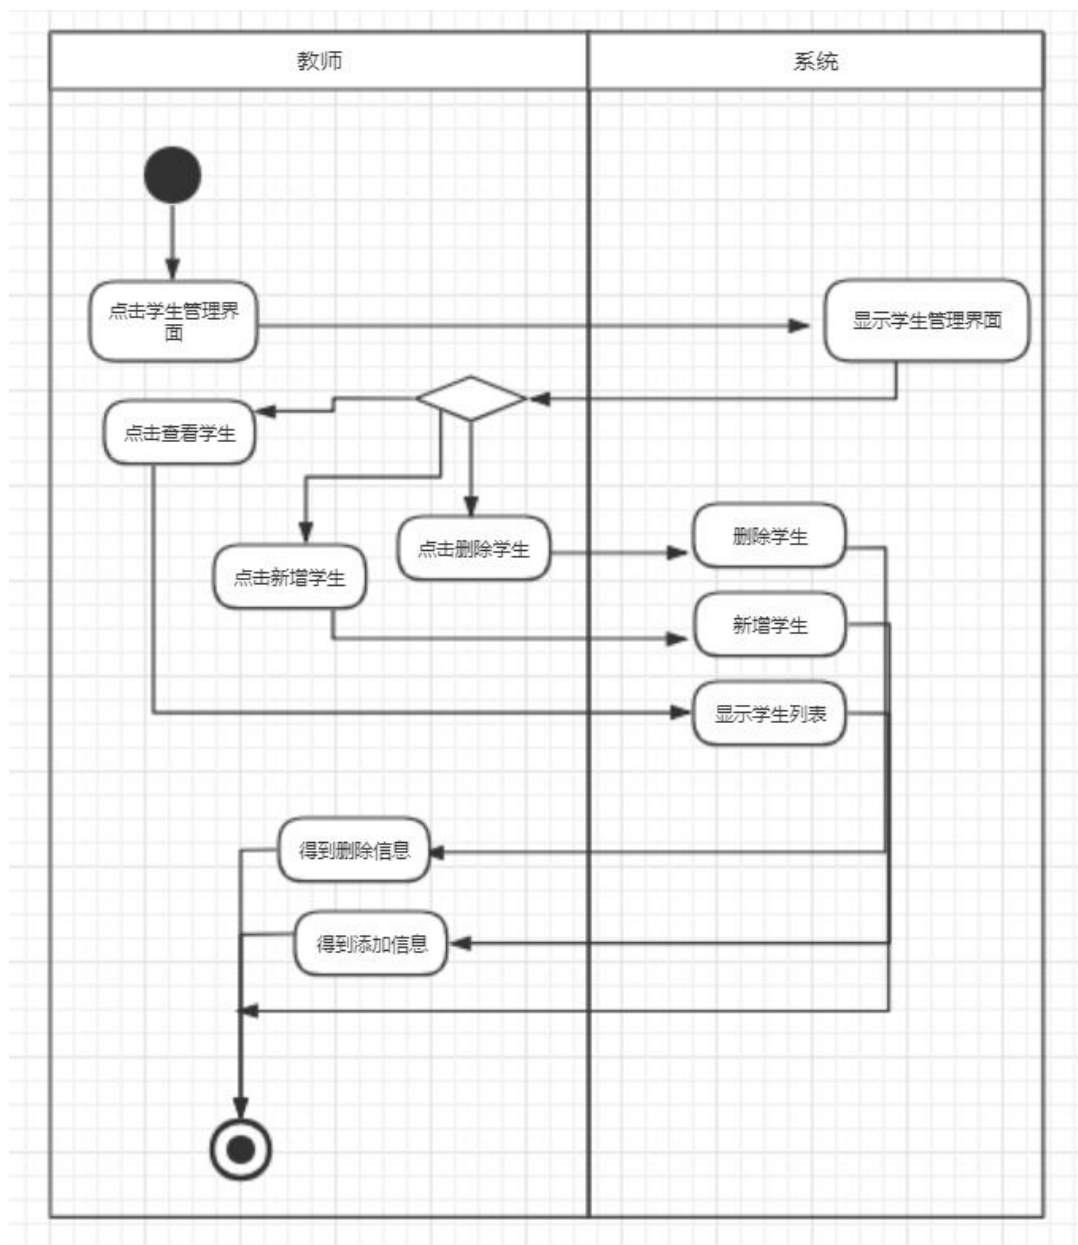 教师
系统
点击学生管理界
面
显示学生管理界面
点击查看学生
点击删除学生
删除学生
点击新增学生
新增学生
显示学生列表
得到删除信息
得到添加信息